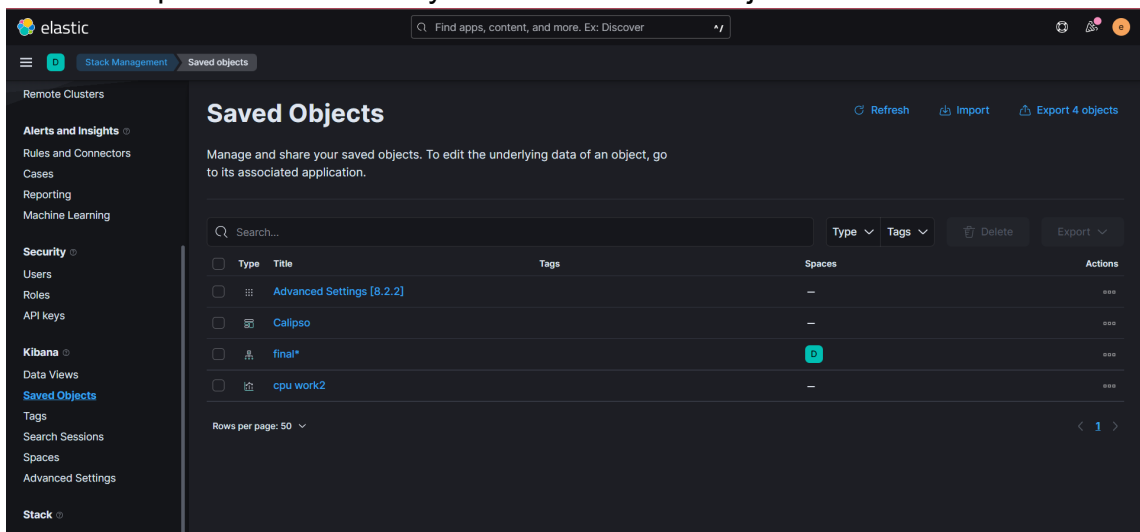 elastic
Find apps, content, and more. Ex: Discover
^/
e
D
Stack Management
Saved objects
Remote Clusters
Alerts and Insights
Rules and Connectors
Cases
Reporting
Machine Learning
Security
Users
Roles
API keys
Kibana
Data Views
Saved Objects
Tags
Search Sessions
Spaces
Advanced Settings
Stack
Saved Objects
Refresh
Import
Export 4 objects
Manage and share your saved objects. To edit the underlying data of an object, go
to its associated application.
Search...
Type
Tags
Delete
Export
Type Title Tags Spaces Actions
Advanced Settings [8.2.2] –
Calipso –
final* D
cpu work2 –
Rows per page: 50
< 1 >